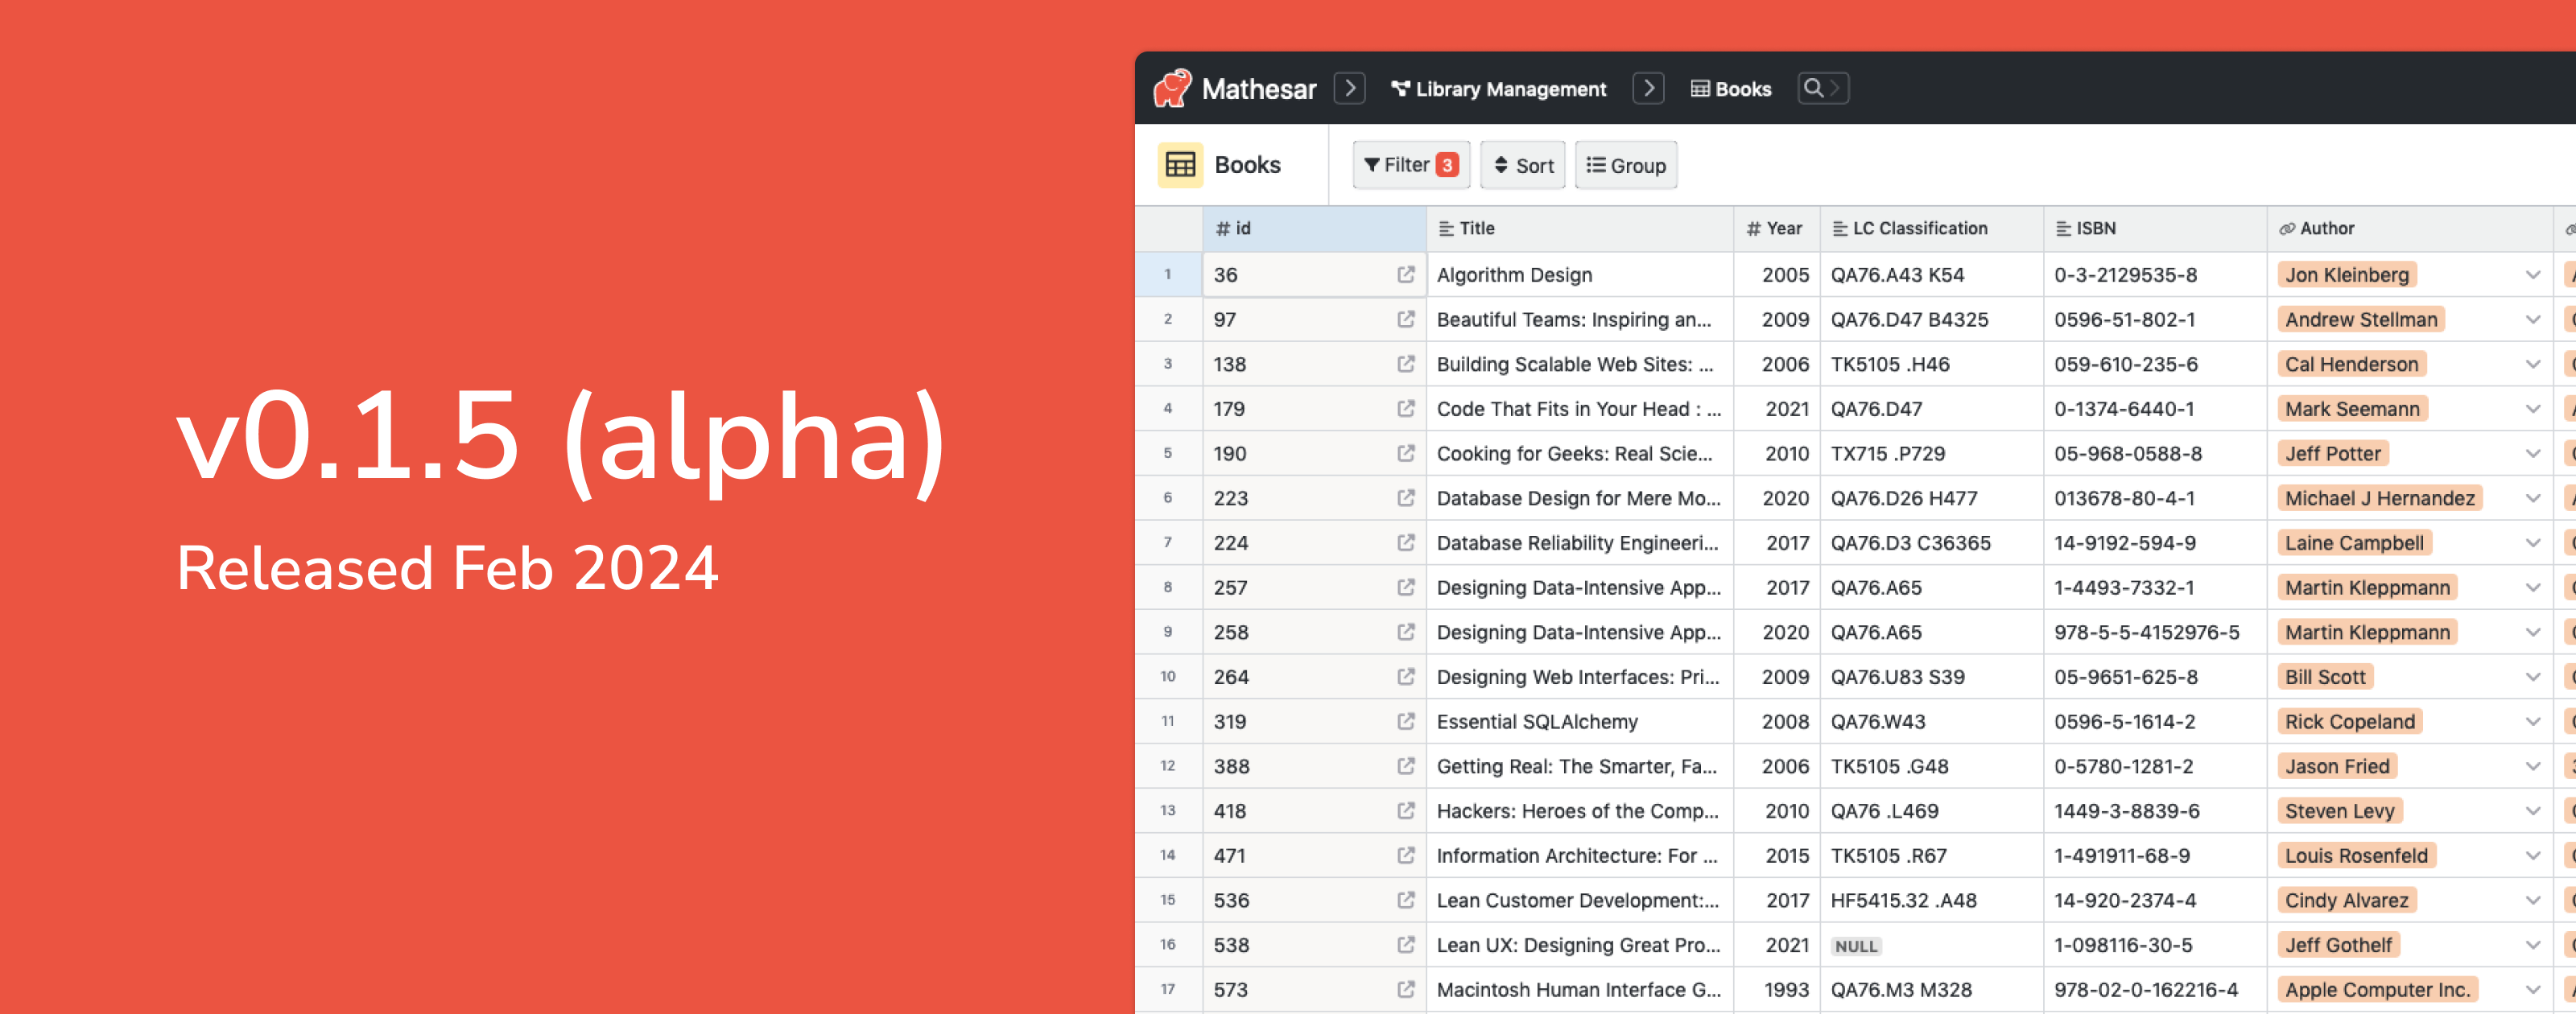 v0.1.5 (alpha)
Released Feb 2024
Mathesar Library Management Books
Books Filter 3 Sort Group
# id Title # Year LC Classification ISBN Author
1 36 Algorithm Design 2005 QA76.A43 K54 0-3-2129535-8 Jon Kleinberg
2 97 Beautiful Teams: Inspiring an... 2009 QA76.D47 B4325 0596-51-802-1 Andrew Stellman
3 138 Building Scalable Web Sites: ... 2006 TK5105 .H46 059-610-235-6 Cal Henderson
4 179 Code That Fits in Your Head : ... 2021 QA76.D47 0-1374-6440-1 Mark Seemann
5 190 Cooking for Geeks: Real Scie... 2010 TX715 .P729 05-968-0588-8 Jeff Potter
6 223 Database Design for Mere Mo... 2020 QA76.D26 H477 013678-80-4-1 Michael J Hernandez
7 224 Database Reliability Engineeri... 2017 QA76.D3 C36365 14-9192-594-9 Laine Campbell
8 257 Designing Data-Intensive App... 2017 QA76.A65 1-4493-7332-1 Martin Kleppmann
9 258 Designing Data-Intensive App... 2020 QA76.A65 978-5-5-4152976-5 Martin Kleppmann
10 264 Designing Web Interfaces: Pri... 2009 QA76.U83 S39 05-9651-625-8 Bill Scott
11 319 Essential SQLAlchemy 2008 QA76.W43 0596-5-1614-2 Rick Copeland
12 388 Getting Real: The Smarter, Fa... 2006 TK5105 .G48 0-5780-1281-2 Jason Fried
13 418 Hackers: Heroes of the Comp... 2010 QA76 .L469 1449-3-8839-6 Steven Levy
14 471 Information Architecture: For ... 2015 TK5105 .R67 1-491911-68-9 Louis Rosenfeld
15 536 Lean Customer Development:... 2017 HF5415.32 .A48 14-920-2374-4 Cindy Alvarez
16 538 Lean UX: Designing Great Pro... 2021 NULL 1-098116-30-5 Jeff Gothelf
17 573 Macintosh Human Interface G... 1993 QA76.M3 M328 978-02-0-162216-4 Apple Computer Inc.